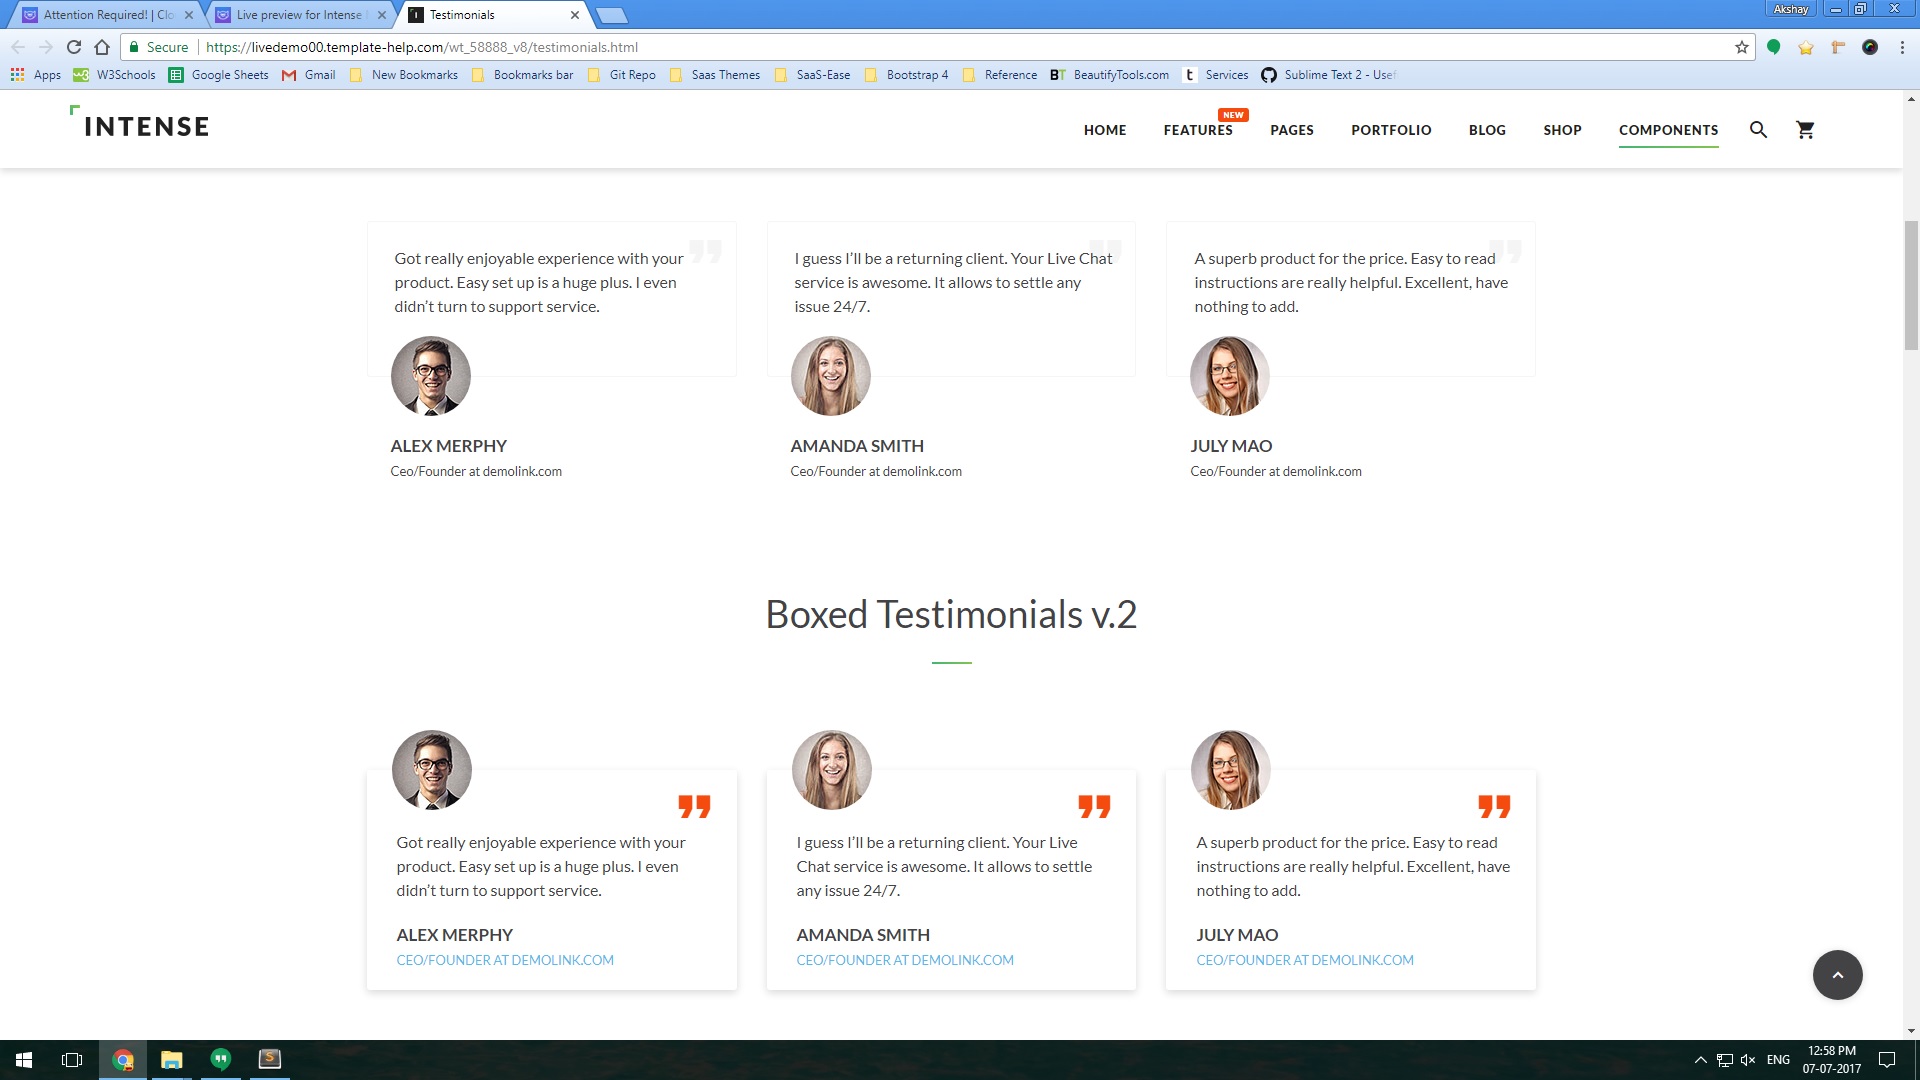 Attention Required! | Clo
Live preview for Intense
Testimonials
Akshay
Secure
https://livedemo00.template-help.com/wt_58888_v8/testimonials.html
Apps
W3Schools
Google Sheets
Gmail
New Bookmarks
Bookmarks bar
Git Repo
Saas Themes
SaaS-Ease
Bootstrap 4
Reference
BT BeautifyTools.com
t Services
Sublime Text 2 - Usef
INTENSE
NEW
HOME FEATURES PAGES PORTFOLIO BLOG SHOP COMPONENTS
Got really enjoyable experience with your
product. Easy set up is a huge plus. I even
didn’t turn to support service.
ALEX MERPHY
Ceo/Founder at demolink.com
I guess I’ll be a returning client. Your Live Chat
service is awesome. It allows to settle any
issue 24/7.
AMANDA SMITH
Ceo/Founder at demolink.com
A superb product for the price. Easy to read
instructions are really helpful. Excellent, have
nothing to add.
JULY MAO
Ceo/Founder at demolink.com
Boxed Testimonials v.2
Got really enjoyable experience with your
product. Easy set up is a huge plus. I even
didn’t turn to support service.
ALEX MERPHY
CEO/FOUNDER AT DEMOLINK.COM
I guess I’ll be a returning client. Your Live
Chat service is awesome. It allows to settle
any issue 24/7.
AMANDA SMITH
CEO/FOUNDER AT DEMOLINK.COM
A superb product for the price. Easy to read
instructions are really helpful. Excellent, have
nothing to add.
JULY MAO
CEO/FOUNDER AT DEMOLINK.COM
ENG
12:58 PM
07-07-2017